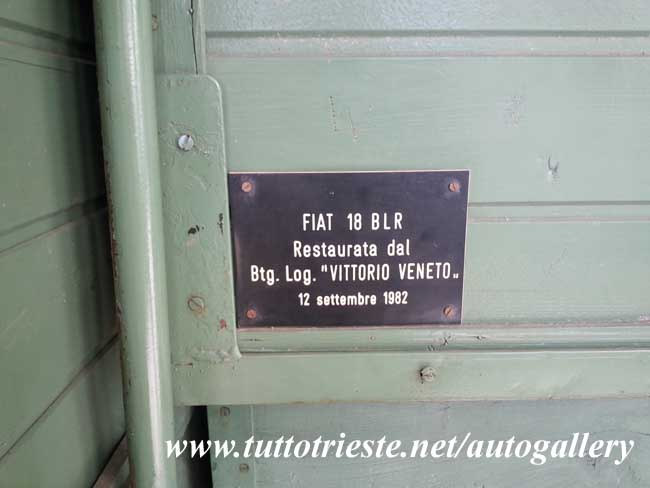 FIAT 18 BLR
Restaurata dal
Btg. Log. "VITTORIO VENETO„
12 settembre 1982
www.tuttotrieste.net/autogallery